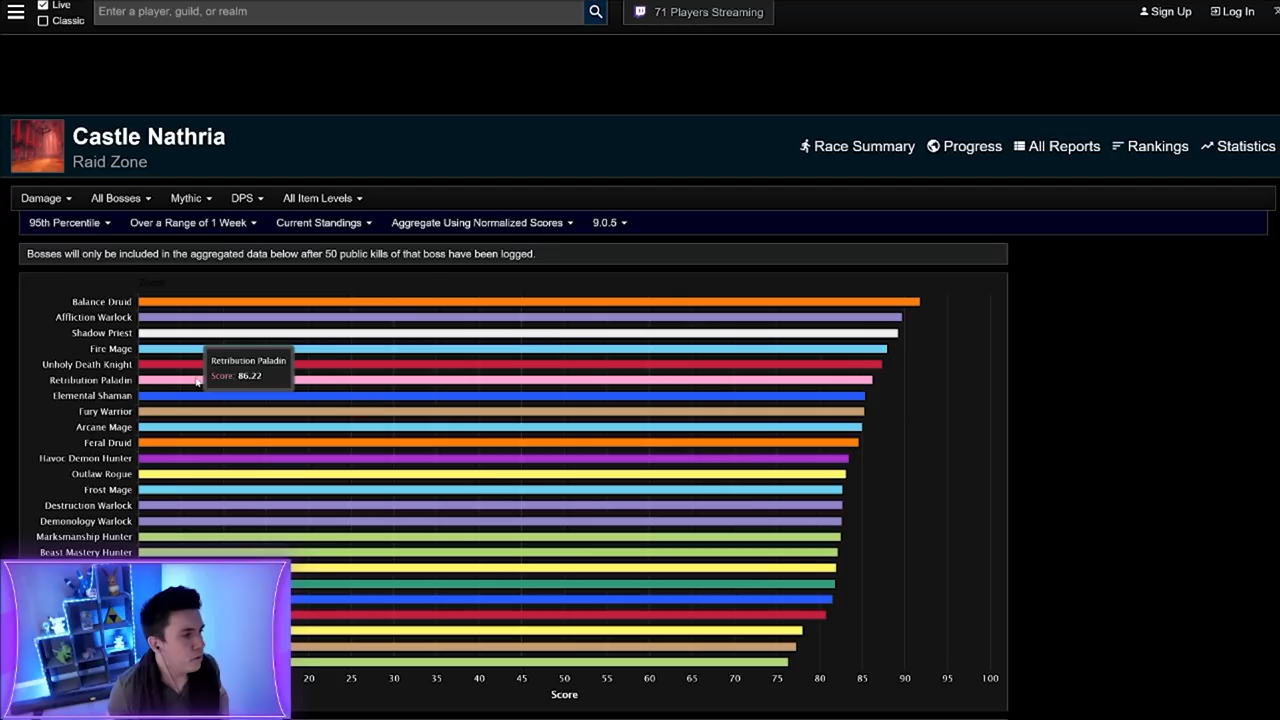 Live
Classic
Enter a player, guild, or realm
71 Players Streaming
Sign Up
Log In
Castle Nathria
Raid Zone
Race Summary
Progress
All Reports
Rankings
Statistics
Damage
All Bosses
Mythic
DPS
All Item Levels
95th Percentile
Over a Range of 1 Week
Current Standings
Aggregate Using Normalized Scores
9.0.5
Bosses will only be included in the aggregated data below after 50 public kills of that boss have been logged.
Balance Druid
Affliction Warlock
Shadow Priest
Fire Mage
Unholy Death Knight
Retribution Paladin
Retribution Paladin
Score: 86.22
Elemental Shaman
Fury Warrior
Arcane Mage
Feral Druid
Havoc Demon Hunter
Outlaw Rogue
Frost Mage
Destruction Warlock
Demonology Warlock
Marksmanship Hunter
Beast Mastery Hunter
20 25 30 35 40 45 50 55 60 65 70 75 80 85 90 95 100
Score